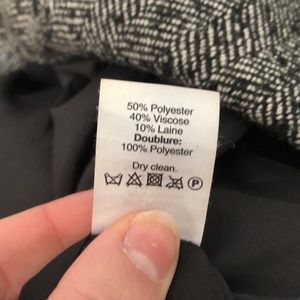 50% Polyester
40% Viscose
10% Laine
Doublure:
100% Polyester
Dry clean.
P